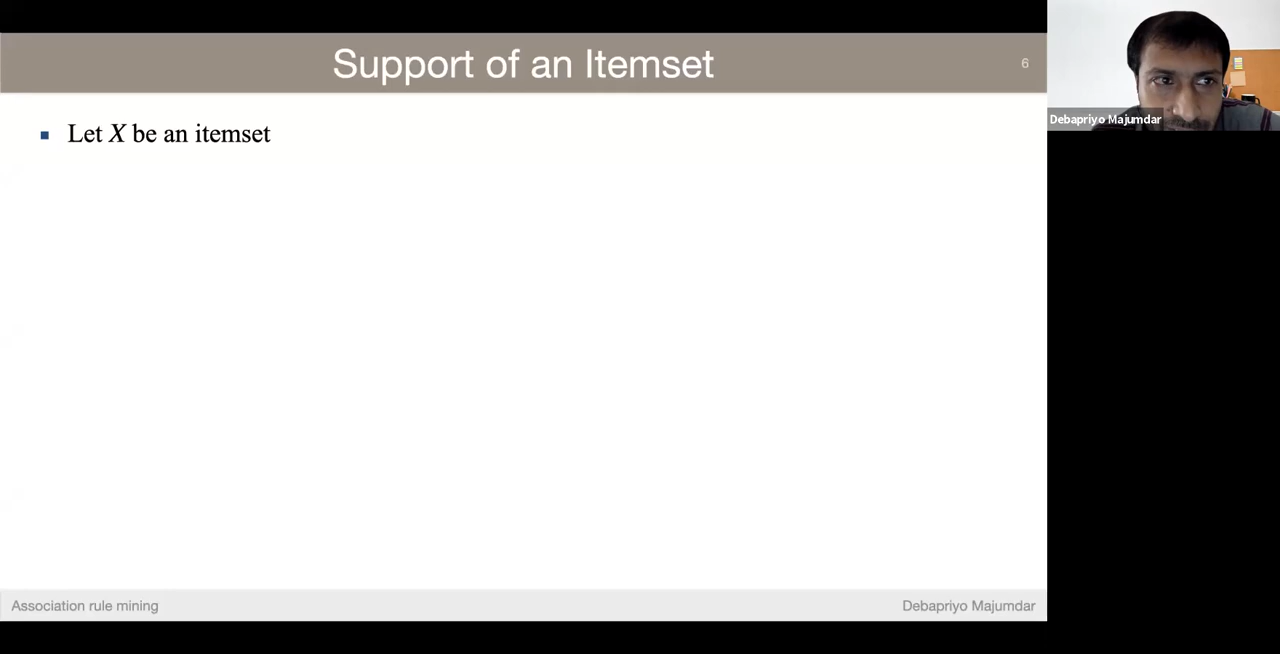 Support of an Itemset
6
Debapriyo Majumdar
▪ Let X be an itemset
Association rule mining
Debapriyo Majumdar